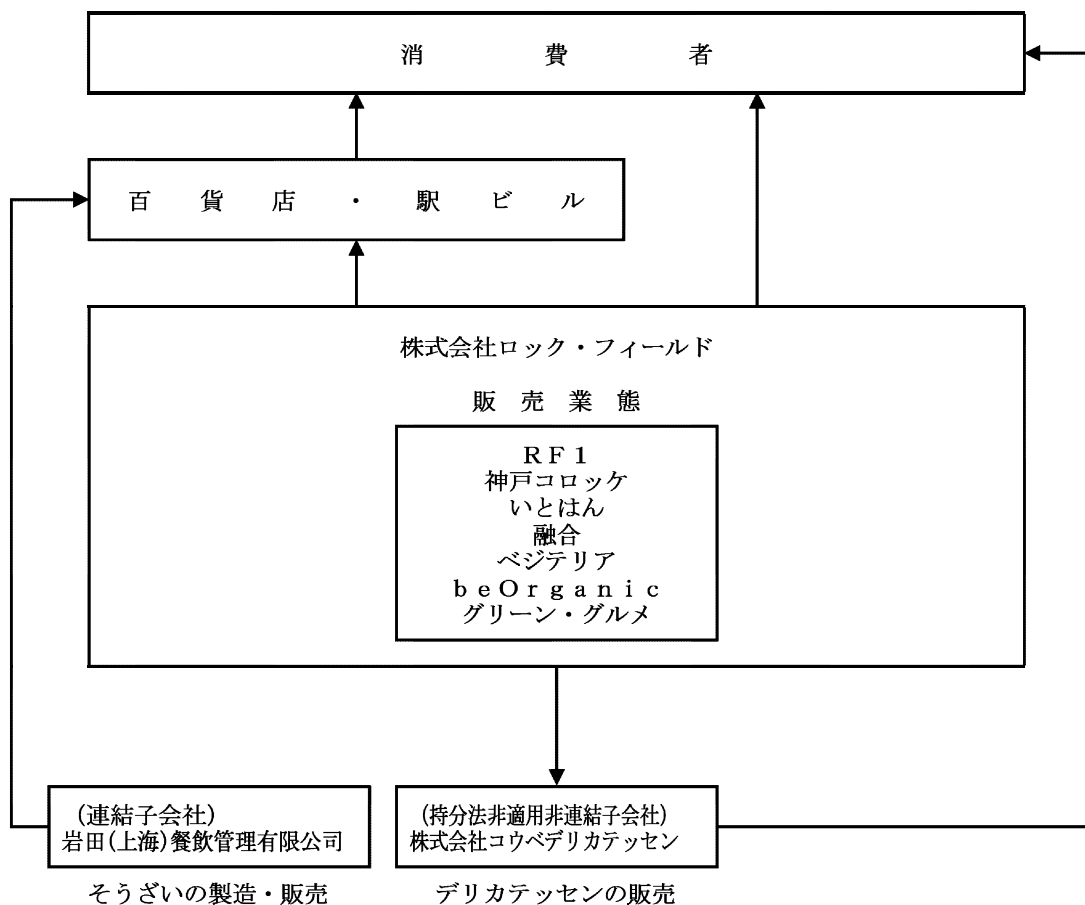 消費者
百貨店・駅ビル
株式会社ロック・フィールド
販売業態
ＲＦ１
神戸コロッケ
いとはん
融合
ベジテリア
ｂｅＯｒｇａｎｉｃ
グリーン・グルメ
(連結子会社)
岩田(上海)餐飲管理有限公司
そうざいの製造・販売
(持分法非適用非連結子会社)
株式会社コウベデリカテッセン
デリカテッセンの販売